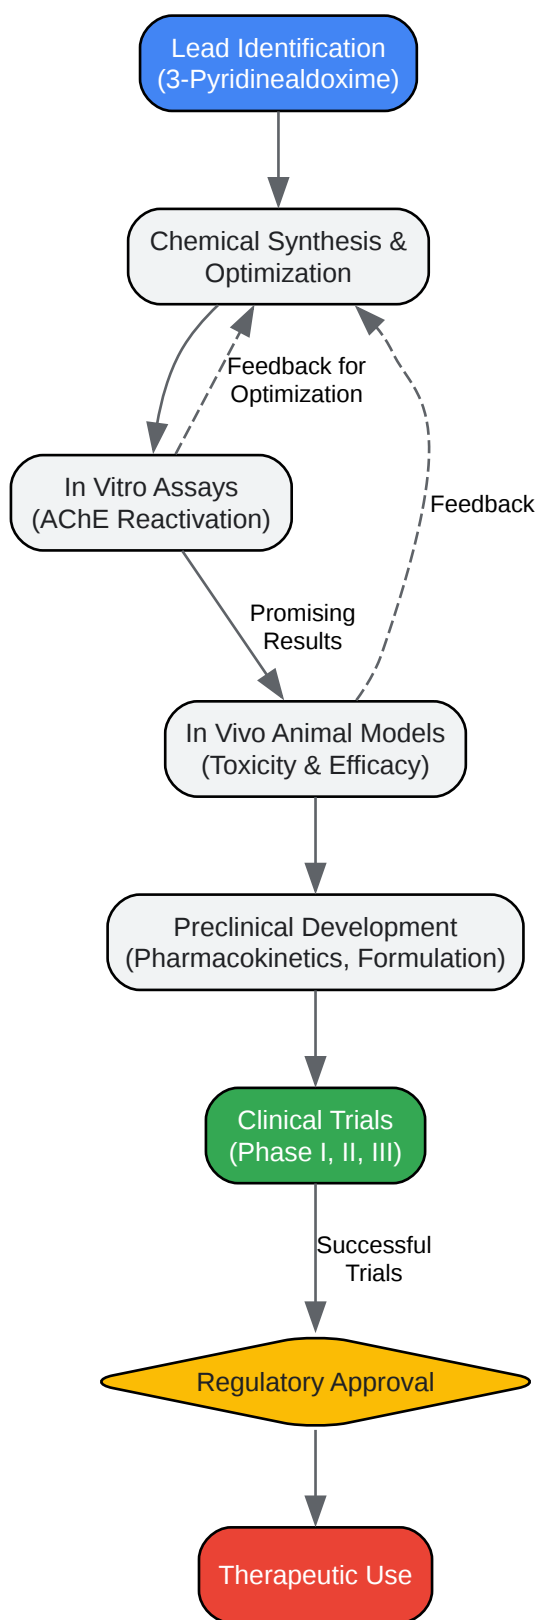 Lead Identification
(3-Pyridinealdoxime)
Chemical Synthesis &
Optimization
Feedback for
Optimization
In Vitro Assays
(AChE Reactivation)
Feedback
Promising
Results
In Vivo Animal Models
(Toxicity & Efficacy)
Preclinical Development
(Pharmacokinetics, Formulation)
Clinical Trials
(Phase I, II, III)
Successful
Trials
Regulatory Approval
Therapeutic Use